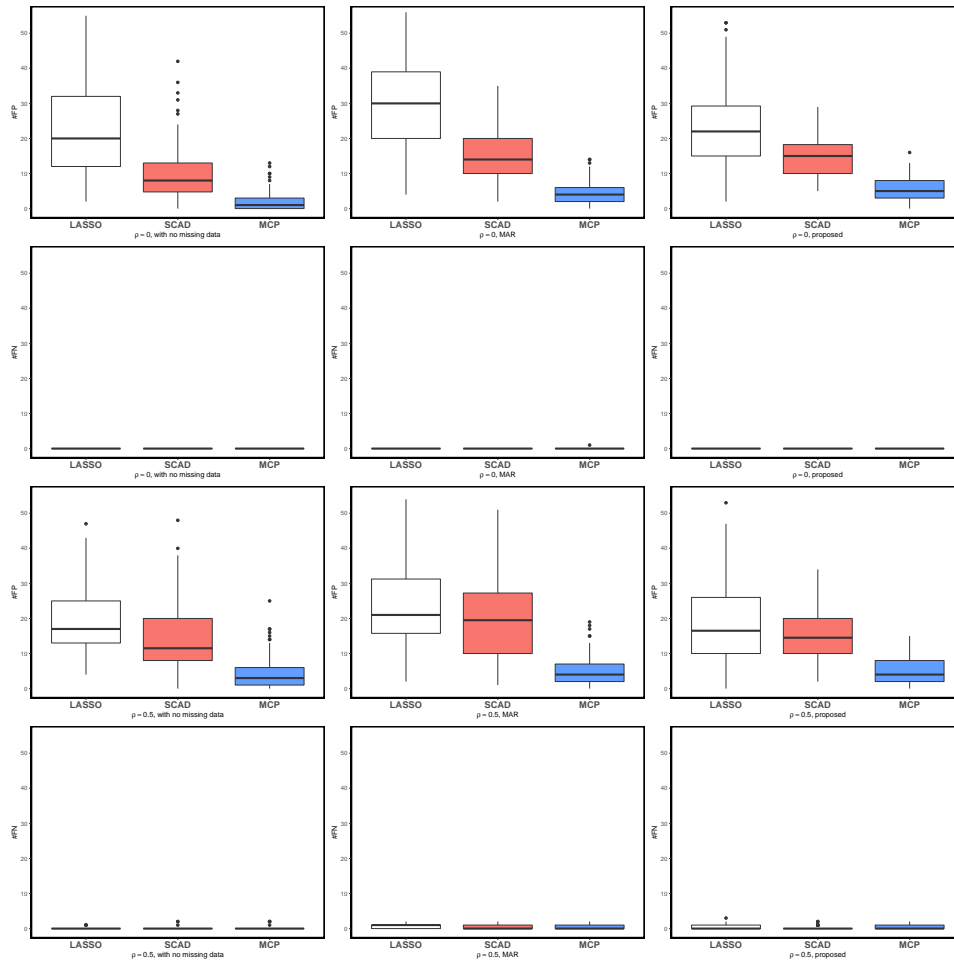 #FP
50
40
30
20
10
0
LASSO SCAD MCP
ρ = 0, with no missing data
50
40
30
20
10
0
#FP
LASSO SCAD MCP
ρ = 0, MAR
50
40
30
20
10
0
#FP
LASSO SCAD MCP
ρ = 0, proposed
50
40
30
20
10
0
#FN
LASSO SCAD MCP
ρ = 0, with no missing data
50
40
30
20
10
0
#FN
LASSO SCAD MCP
ρ = 0, MAR
50
40
30
20
10
0
#FN
LASSO SCAD MCP
ρ = 0, proposed
50
40
30
20
10
0
#FP
LASSO SCAD MCP
ρ = 0.5, with no missing data
50
40
30
20
10
0
#FP
LASSO SCAD MCP
ρ = 0.5, MAR
50
40
30
20
10
0
#FP
LASSO SCAD MCP
ρ = 0.5, proposed
50
40
30
20
10
0
#FN
LASSO SCAD MCP
ρ = 0.5, with no missing data
50
40
30
20
10
0
#FN
LASSO SCAD MCP
ρ = 0.5, MAR
50
40
30
20
10
0
#FN
LASSO SCAD MCP
ρ = 0.5, proposed